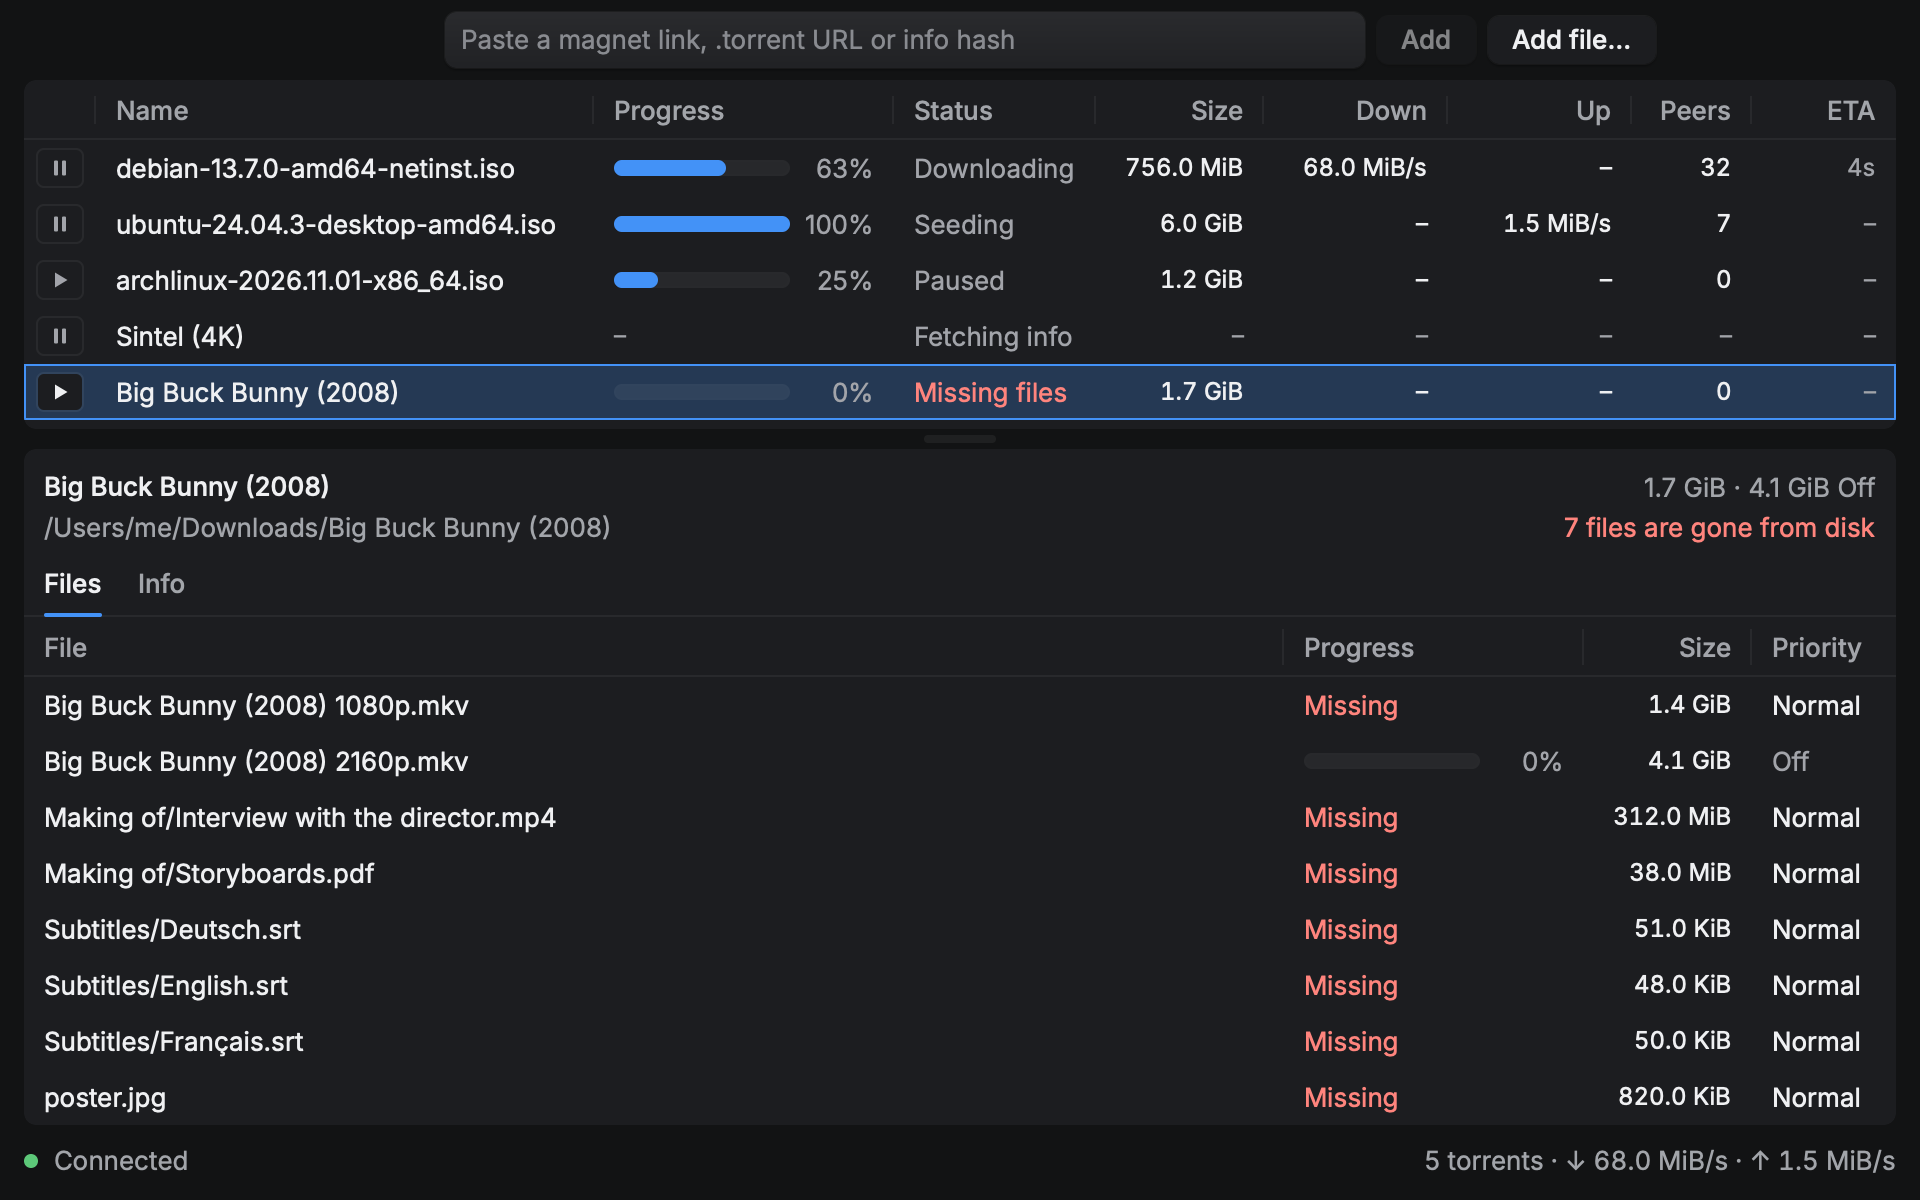 Paste a magnet link, .torrent URL or info hash Add Add file...
Name Progress Status Size Down Up Peers ETA
debian-13.7.0-amd64-netinst.iso 63% Downloading 756.0 MiB 68.0 MiB/s – 32 4s
ubuntu-24.04.3-desktop-amd64.iso 100% Seeding 6.0 GiB – 1.5 MiB/s 7 –
archlinux-2026.11.01-x86_64.iso 25% Paused 1.2 GiB – – 0 –
Sintel (4K) – Fetching info – – – – –
Big Buck Bunny (2008) 0% Missing files 1.7 GiB – – 0 –
Big Buck Bunny (2008) 1.7 GiB · 4.1 GiB Off
/Users/me/Downloads/Big Buck Bunny (2008) 7 files are gone from disk
Files Info
File Progress Size Priority
Big Buck Bunny (2008) 1080p.mkv Missing 1.4 GiB Normal
Big Buck Bunny (2008) 2160p.mkv 0% 4.1 GiB Off
Making of/Interview with the director.mp4 Missing 312.0 MiB Normal
Making of/Storyboards.pdf Missing 38.0 MiB Normal
Subtitles/Deutsch.srt Missing 51.0 KiB Normal
Subtitles/English.srt Missing 48.0 KiB Normal
Subtitles/Français.srt Missing 50.0 KiB Normal
poster.jpg Missing 820.0 KiB Normal
Connected 5 torrents · ↓ 68.0 MiB/s · ↑ 1.5 MiB/s